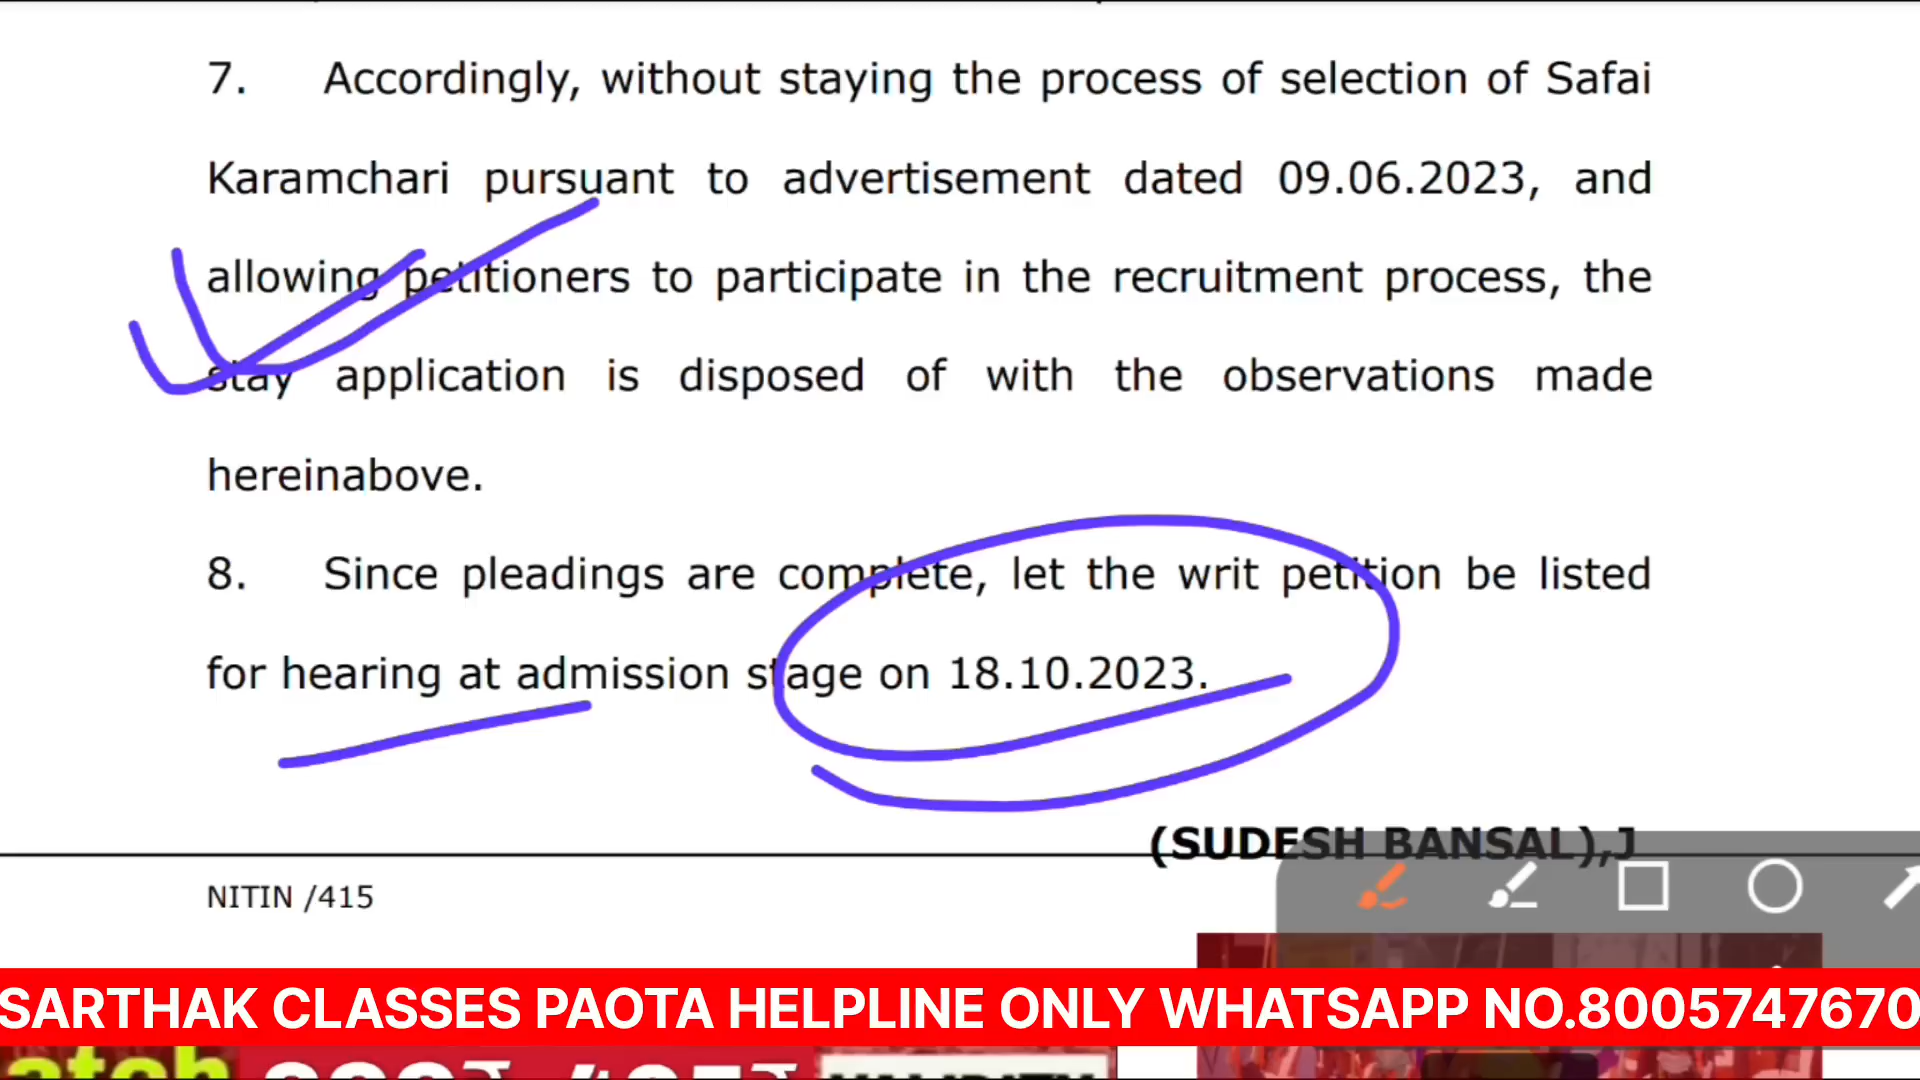 7. Accordingly, without staying the process of selection of Safai
Karamchari pursuant to advertisement dated 09.06.2023, and
allowing petitioners to participate in the recruitment process, the
stay application is disposed of with the observations made
hereinabove.
8. Since pleadings are complete, let the writ petition be listed
for hearing at admission stage on 18.10.2023.
(SUDESH BANSAL),J
NITIN /415
SARTHAK CLASSES PAOTA HELPLINE ONLY WHATSAPP NO.8005747670